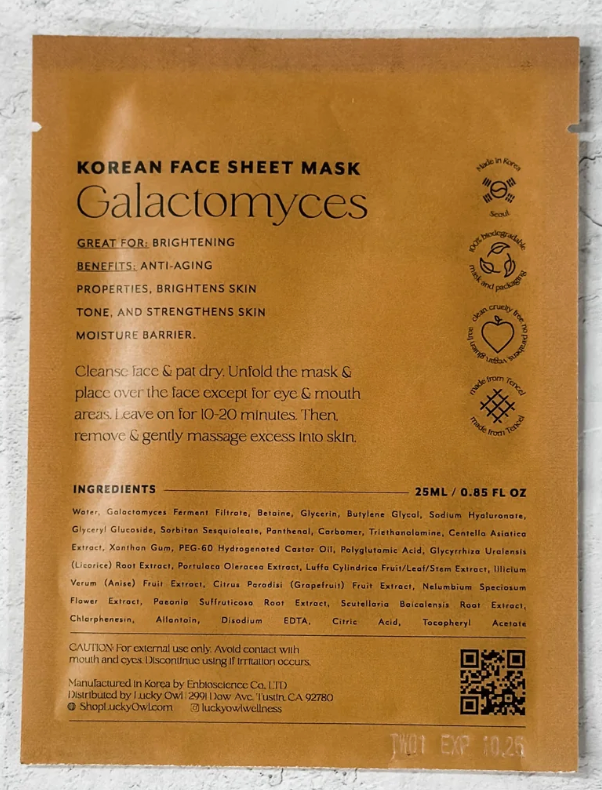 KOREAN FACE SHEET MASK
Galactomyces
GREAT FOR: BRIGHTENING
BENEFITS: ANTI-AGING
PROPERTIES, BRIGHTENS SKIN
TONE, AND STRENGTHENS SKIN
MOISTURE BARRIER.
Cleanse face & pat dry. Unfold the mask &
place over the face except for eye & mouth
areas. Leave on for 10-20 minutes. Then,
remove & gently massage excess into skin.
Made in Korea
Seoul
100% biodegradable
mask and packaging
clean, cruelty free, no parabens, vegan, gluten free
made from Tencel
made from Tencel
INGREDIENTS 25ML / 0.85 FL OZ
Water, Galactomyces Ferment Filtrate, Betaine, Glycerin, Butylene Glycol, Sodium Hyaluronate,
Glyceryl Glucoside, Sorbitan Sesquioleate, Panthenol, Carbomer, Triethanolamine, Centella Asiatica
Extract, Xanthan Gum, PEG-60 Hydrogenated Castor Oil, Polyglutamic Acid, Glycyrrhiza Uralensis
(Licorice) Root Extract, Portulaca Oleracea Extract, Luffa Cylindrica Fruit/Leaf/Stem Extract, Illicium
Verum (Anise) Fruit Extract, Citrus Paradisi (Grapefruit) Fruit Extract, Nelumbium Speciosum
Flower Extract, Paeonia Suffruticosa Root Extract, Scutellaria Baicalensis Root Extract,
Chlorphenesin, Allantoin, Disodium EDTA, Citric Acid, Tocopheryl Acetate
CAUTION: For external use only. Avoid contact with
mouth and eyes. Discontinue using if irritation occurs.
Manufactured in Korea by Enbioscience Co., LTD
Distributed by Lucky Owl | 2991 Dow Ave, Tustin, CA 92780
ShopLuckyOwl.com luckyowlwellness
TW01 EXP 10.26